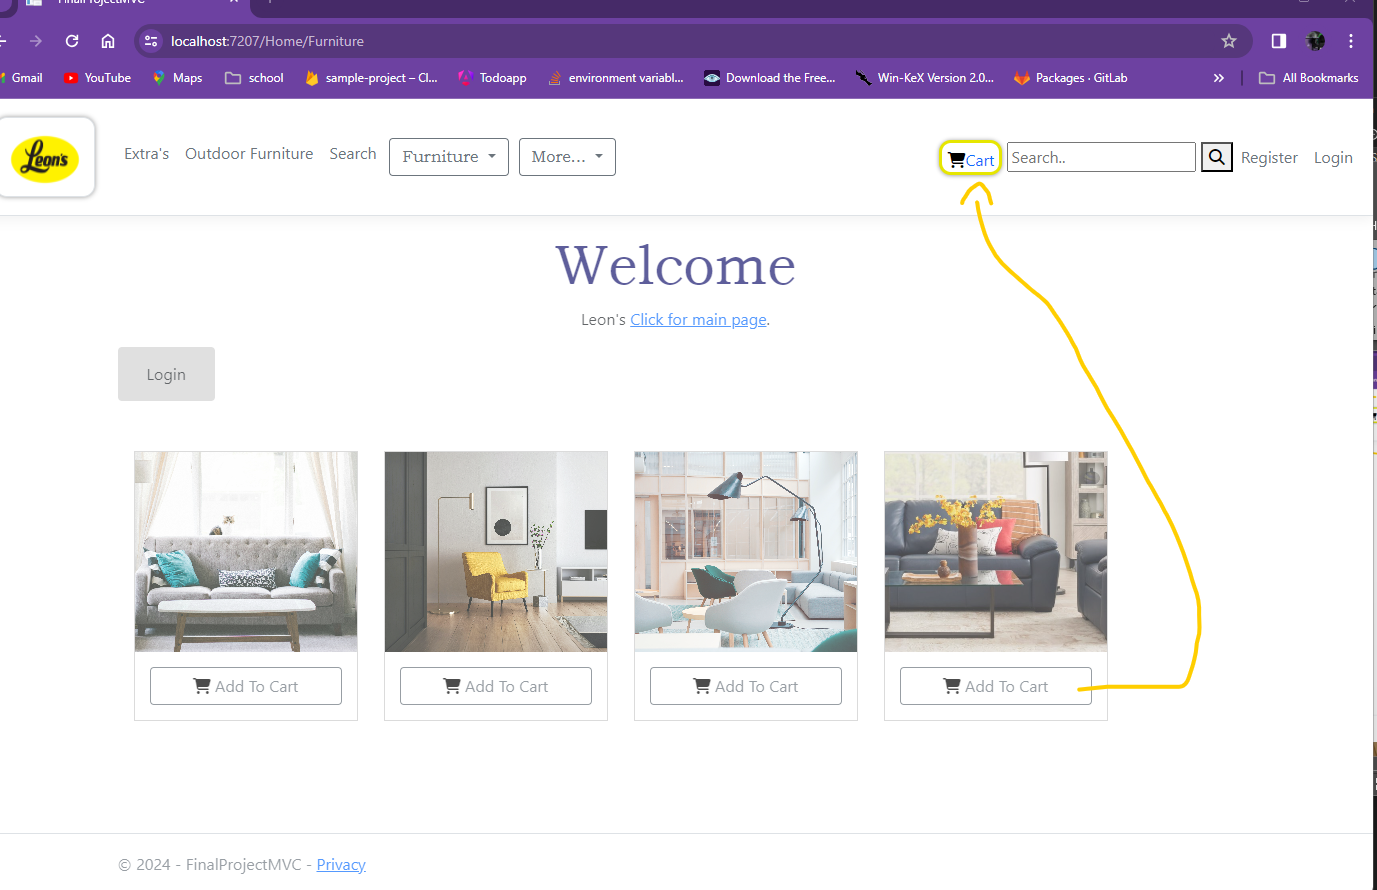 FinalProjectMVC
localhost:7207/Home/Furniture
Gmail YouTube Maps school sample-project – Cl... Todoapp environment variabl... Download the Free... Win-KeX Version 2.0... Packages · GitLab » All Bookmarks
Leon's Extra's Outdoor Furniture Search Furniture More... Cart Search.. Register Login
Welcome
Leon's Click for main page.
Login
Add To Cart Add To Cart Add To Cart Add To Cart
© 2024 - FinalProjectMVC - Privacy